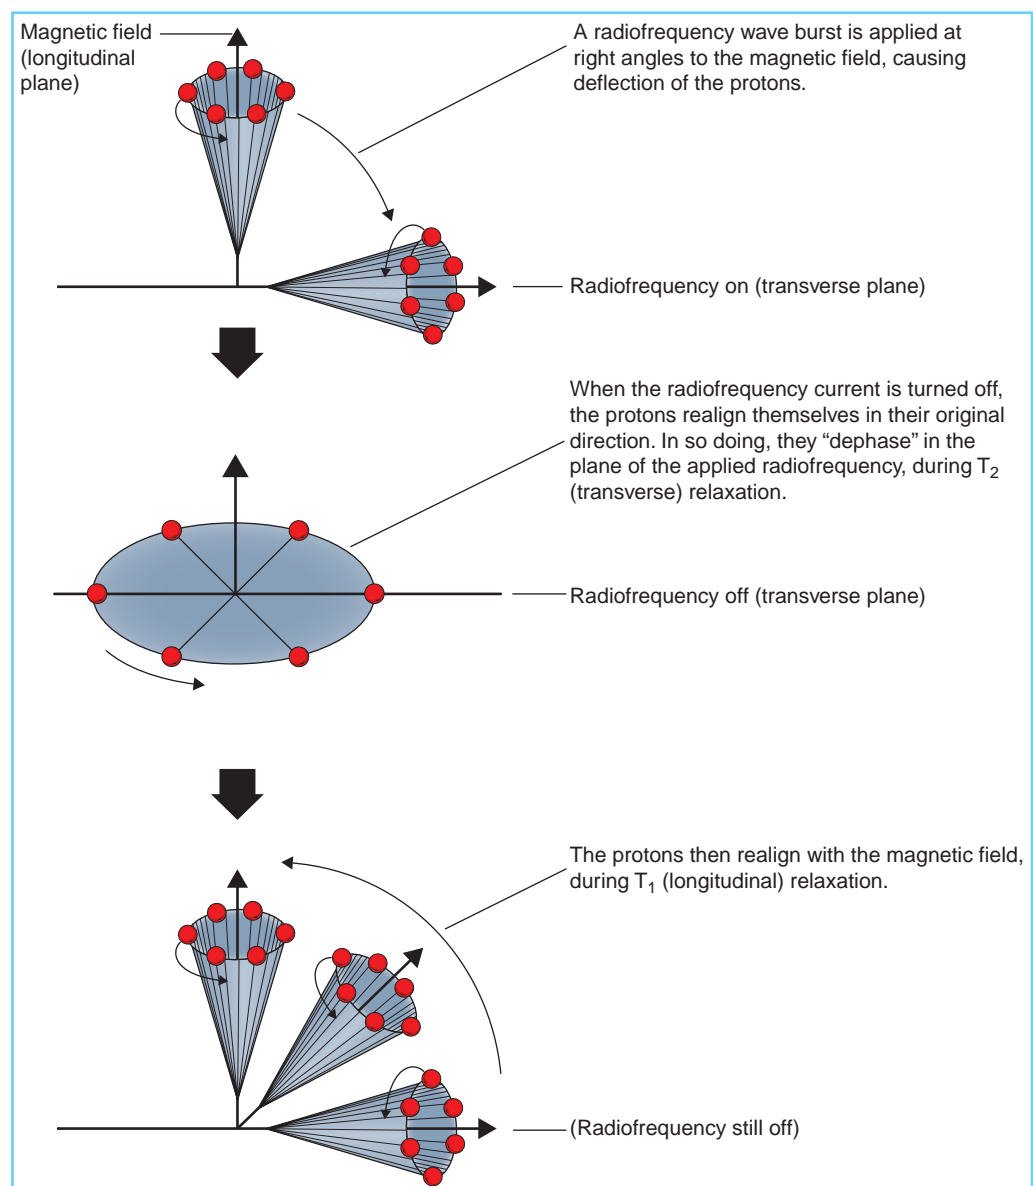 Magnetic field
(longitudinal
plane)
A radiofrequency wave burst is applied at
right angles to the magnetic field, causing
deflection of the protons.
Radiofrequency on (transverse plane)
When the radiofrequency current is turned off,
the protons realign themselves in their original
direction. In so doing, they “dephase” in the
plane of the applied radiofrequency, during T2
(transverse) relaxation.
Radiofrequency off (transverse plane)
The protons then realign with the magnetic field,
during T1 (longitudinal) relaxation.
(Radiofrequency still off)